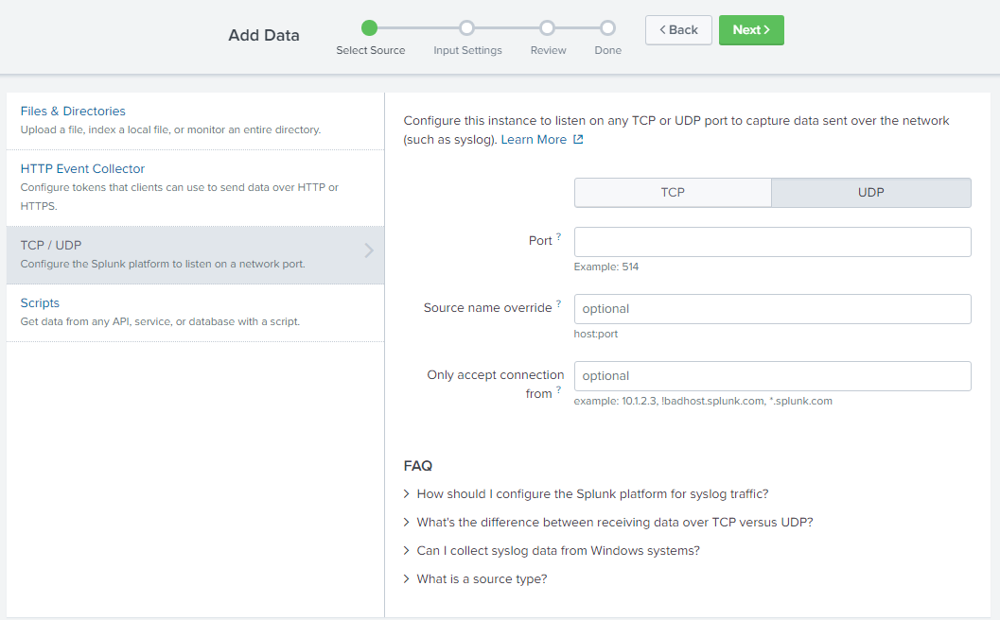 Add Data
Select Source
Input Settings
Review
Done
< Back
Next >
Files & Directories
Upload a file, index a local file, or monitor an entire directory.
HTTP Event Collector
Configure tokens that clients can use to send data over HTTP or
HTTPS.
TCP / UDP
Configure the Splunk platform to listen on a network port.
Scripts
Get data from any API, service, or database with a script.
Configure this instance to listen on any TCP or UDP port to capture data sent over the network
(such as syslog). Learn More
TCP
UDP
Port ?
Example: 514
Source name override ?
optional
host:port
Only accept connection
from ?
optional
example: 10.1.2.3, !badhost.splunk.com, *.splunk.com
FAQ
> How should I configure the Splunk platform for syslog traffic?
> What's the difference between receiving data over TCP versus UDP?
> Can I collect syslog data from Windows systems?
> What is a source type?